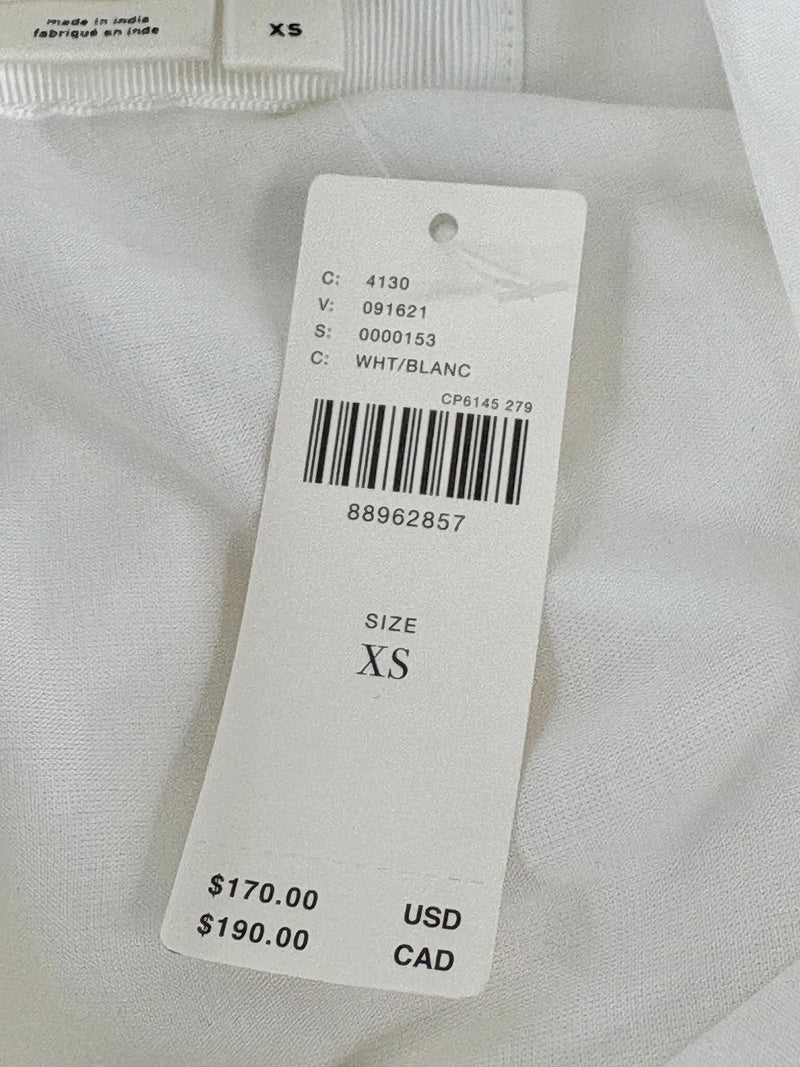 made in india
fabriqué en inde
XS
C: 4130
V: 091621
S: 0000153
C: WHT/BLANC
CP6145 279
88962857
SIZE
XS
$170.00 USD
$190.00 CAD